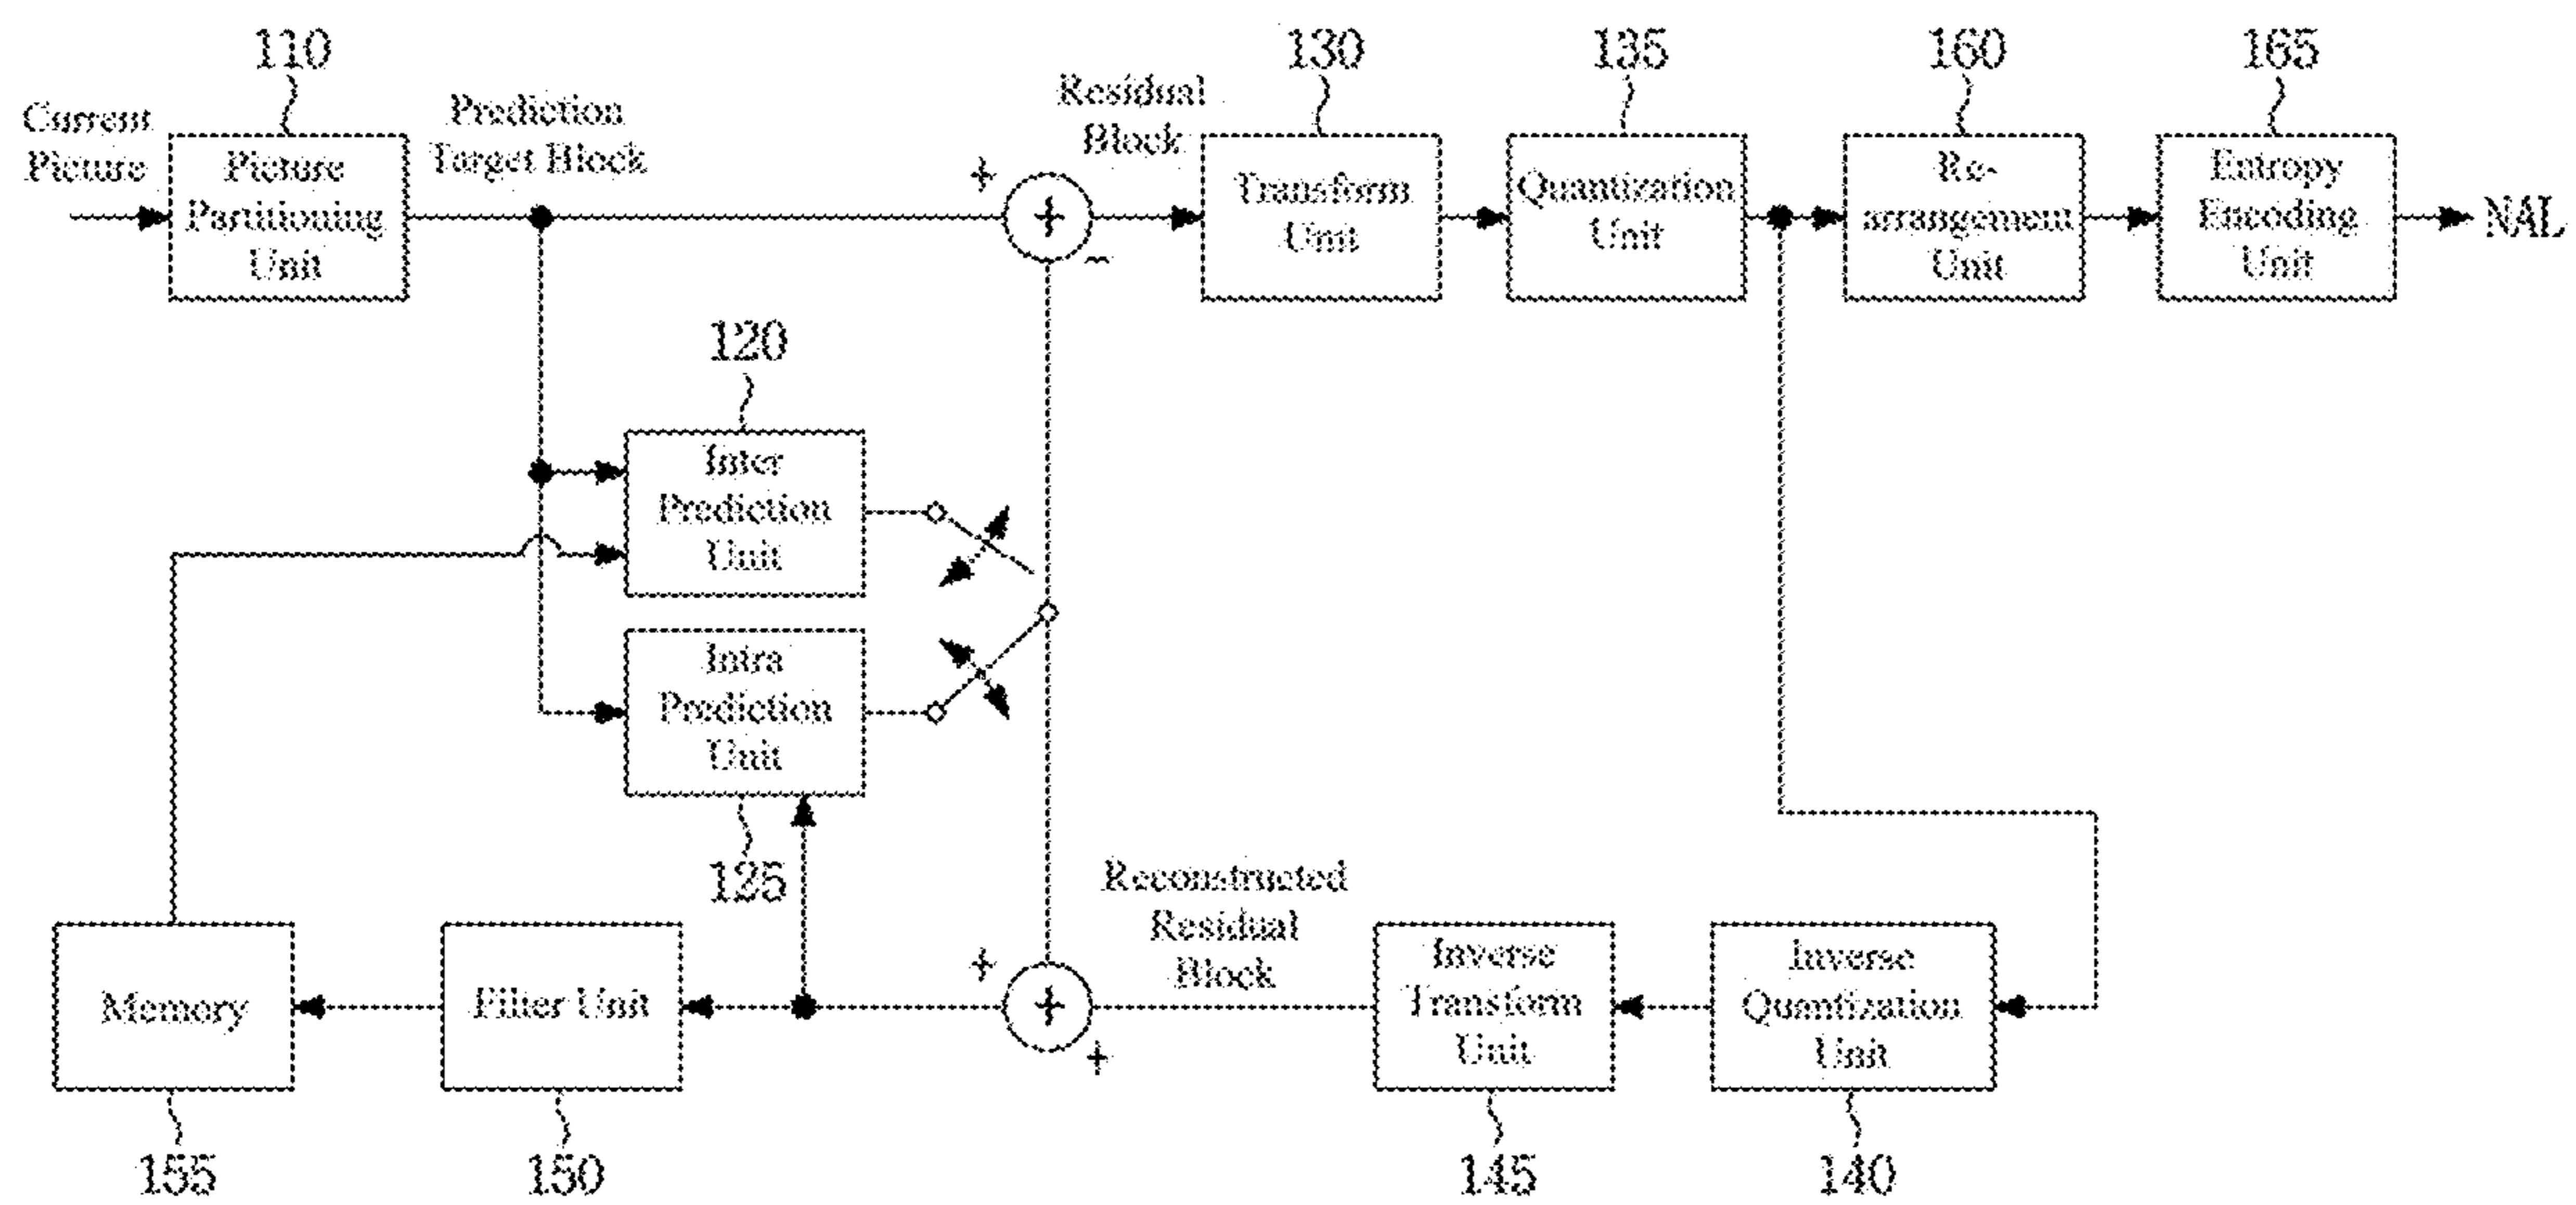 110
130
135
160
165
Current
Picture
Picture
Partitioning
Unit
Prediction
Target Block
+
+
−
Residual
Block
Transform
Unit
Quantization
Unit
Re-
arrangement
Unit
Entropy
Encoding
Unit
NAL
120
Inter
Prediction
Unit
Intra
Prediction
Unit
125
Memory
155
Filter Unit
150
+
+
+
Reconstructed
Residual
Block
Inverse
Transform
Unit
145
Inverse
Quantization
Unit
140